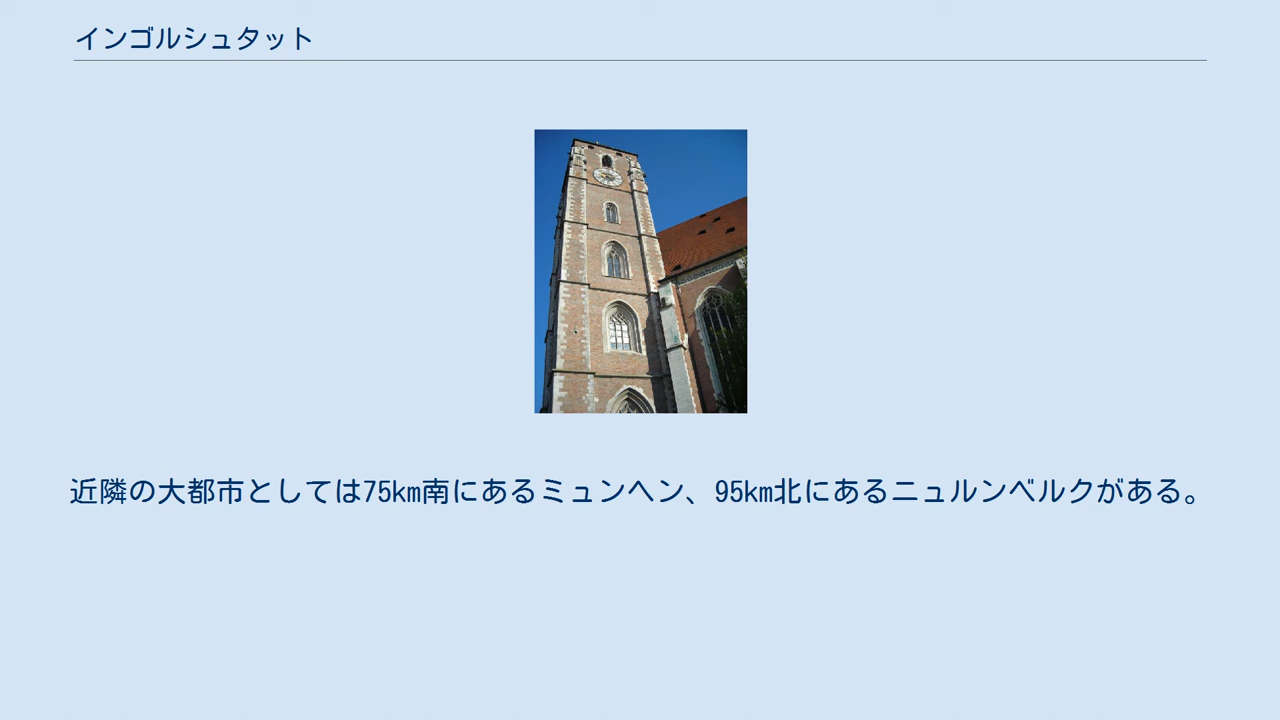 インゴルシュタット
近隣の大都市としては75km南にあるミュンヘン、95km北にあるニュルンベルクがある。